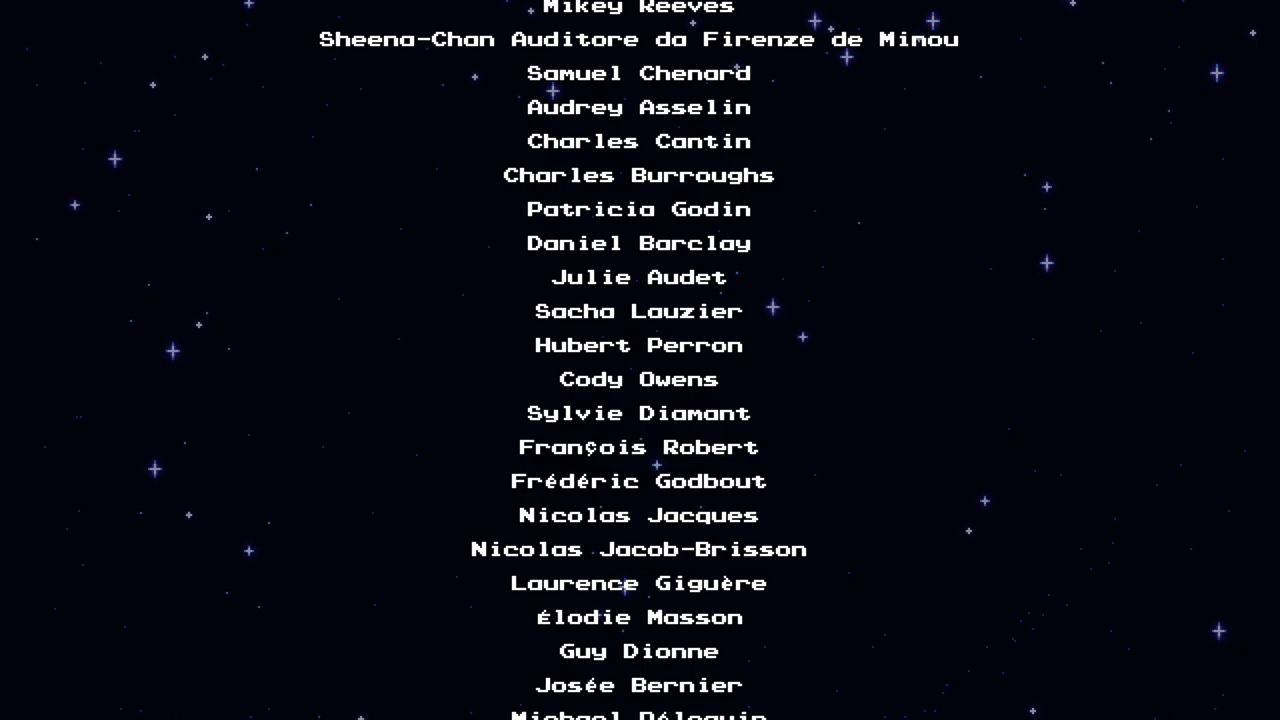 Mikey Reeves
Sheena-Chan Auditore da Firenze de Mimou
Samuel Chenard
Audrey Asselin
Charles Cantin
Charles Burroughs
Patricia Godin
Daniel Barclay
Julie Audet
Sacha Lauzier
Hubert Perron
Cody Owens
Sylvie Diamant
François Robert
Frédéric Godbout
Nicolas Jacques
Nicolas Jacob-Brisson
Laurence Giguère
Élodie Masson
Guy Dionne
Josée Bernier